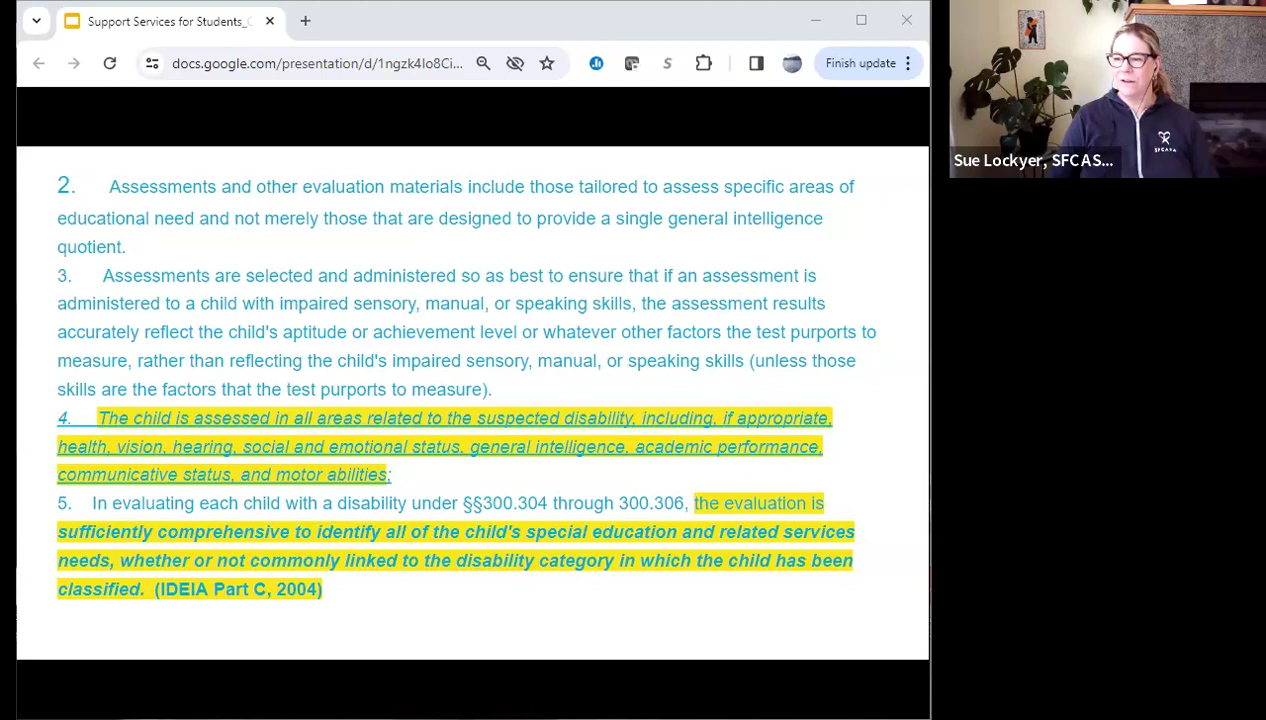 Support Services for Students_C
docs.google.com/presentation/d/1ngzk4lo8Ci...
Finish update
2. Assessments and other evaluation materials include those tailored to assess specific areas of
educational need and not merely those that are designed to provide a single general intelligence
quotient.
3. Assessments are selected and administered so as best to ensure that if an assessment is
administered to a child with impaired sensory, manual, or speaking skills, the assessment results
accurately reflect the child's aptitude or achievement level or whatever other factors the test purports to
measure, rather than reflecting the child's impaired sensory, manual, or speaking skills (unless those
skills are the factors that the test purports to measure).
4. The child is assessed in all areas related to the suspected disability, including, if appropriate,
health, vision, hearing, social and emotional status, general intelligence, academic performance,
communicative status, and motor abilities;
5. In evaluating each child with a disability under §§300.304 through 300.306, the evaluation is
sufficiently comprehensive to identify all of the child's special education and related services
needs, whether or not commonly linked to the disability category in which the child has been
classified. (IDEIA Part C, 2004)
SFCASA
Sue Lockyer, SFCAS...